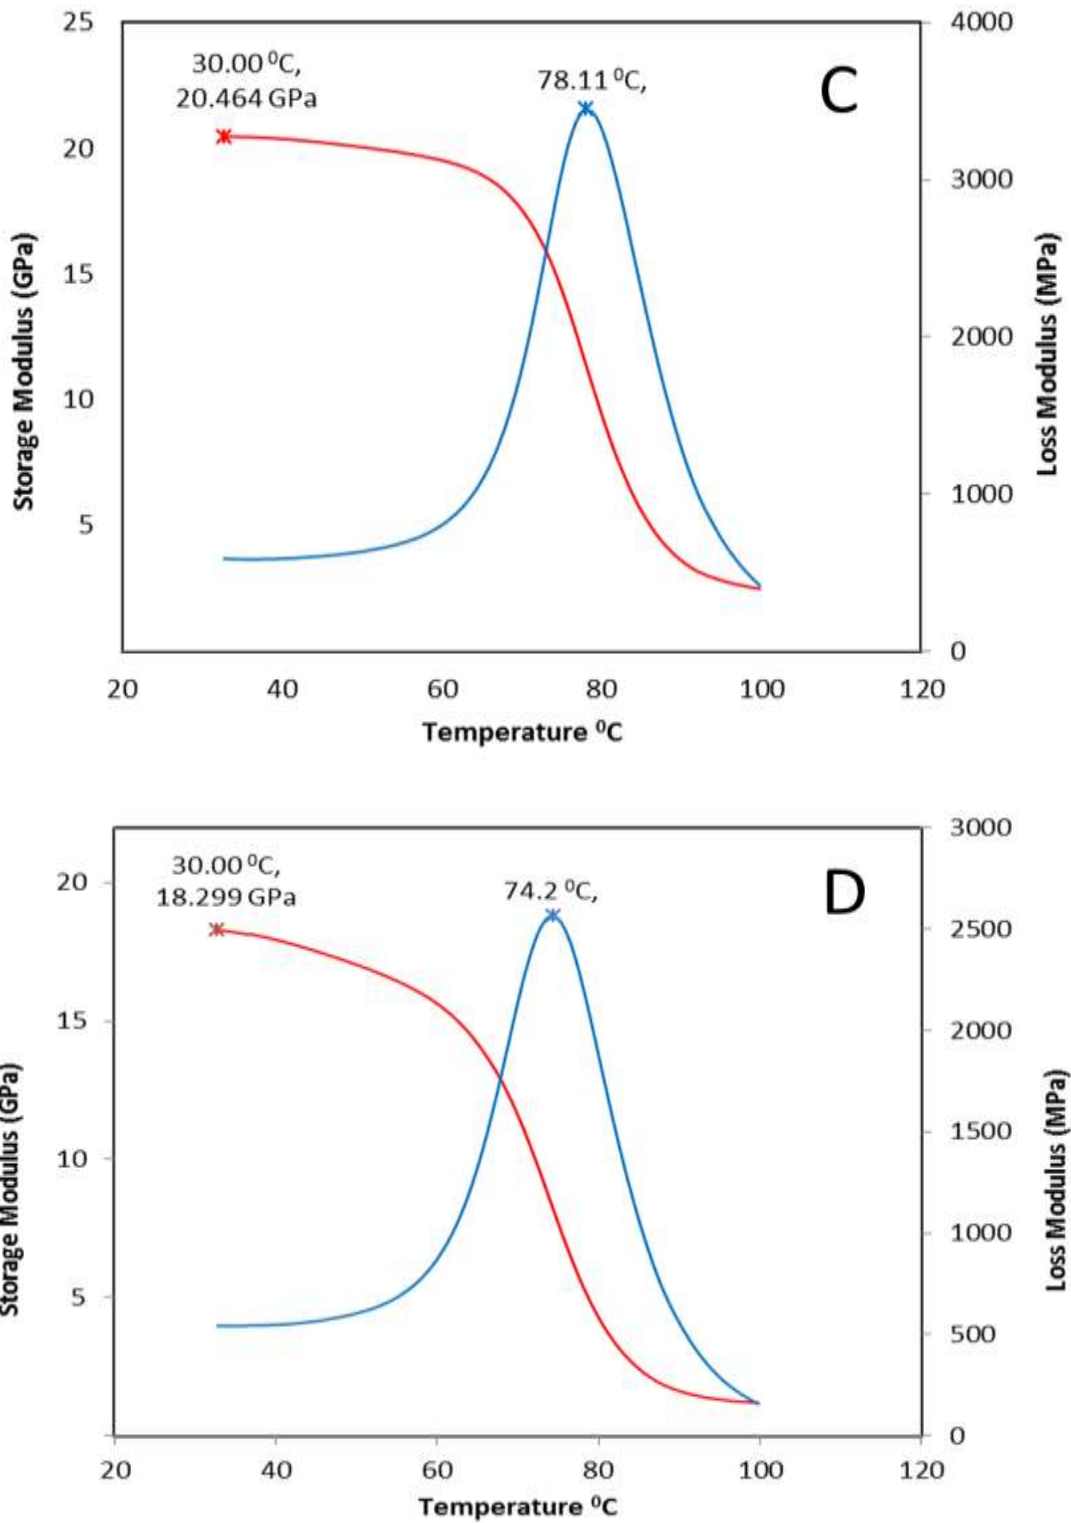 25
4000
30.00 ⁰C,
20.464 GPa
78.11 ⁰C,
C
20
3000
15
2000
10
1000
5
0
Storage Modulus (GPa)
Loss Modulus (MPa)
20 40 60 80 100 120
Temperature ⁰C
3000
30.00 ⁰C,
18.299 GPa
74.2 ⁰C,
D
20
2500
15
2000
1500
10
1000
5
500
0
Storage Modulus (GPa)
Loss Modulus (MPa)
20 40 60 80 100 120
Temperature ⁰C